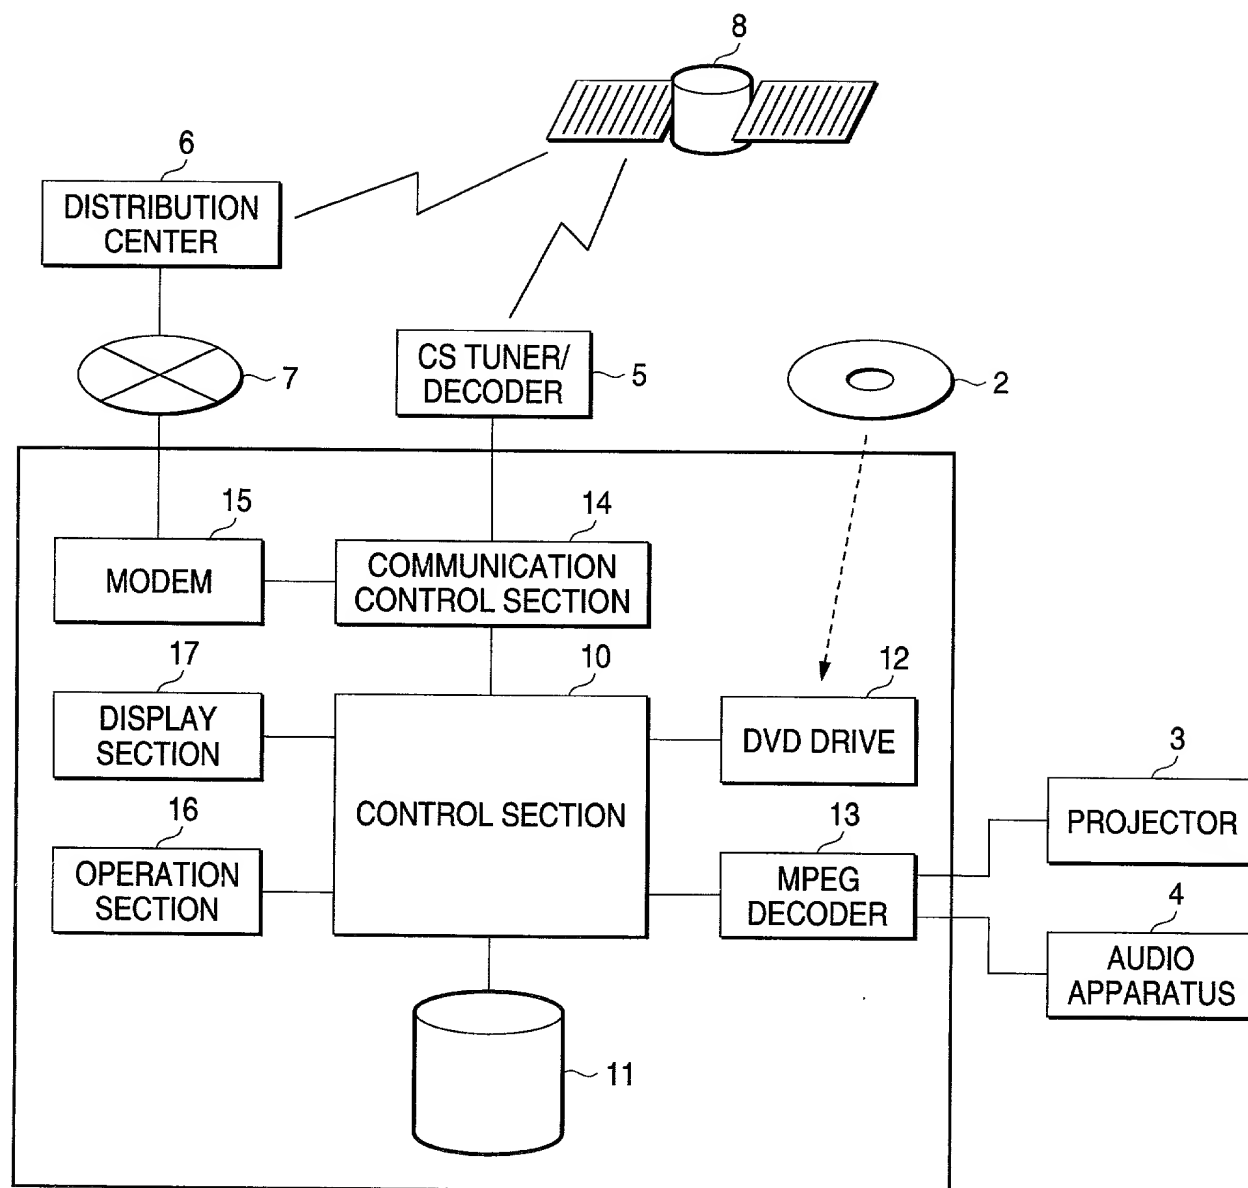 8
6
DISTRIBUTION
CENTER
7
CS TUNER/
DECODER
5
2
15
MODEM
14
COMMUNICATION
CONTROL SECTION
17
DISPLAY
SECTION
10
CONTROL SECTION
12
DVD DRIVE
16
OPERATION
SECTION
13
MPEG
DECODER
3
PROJECTOR
4
AUDIO
APPARATUS
11